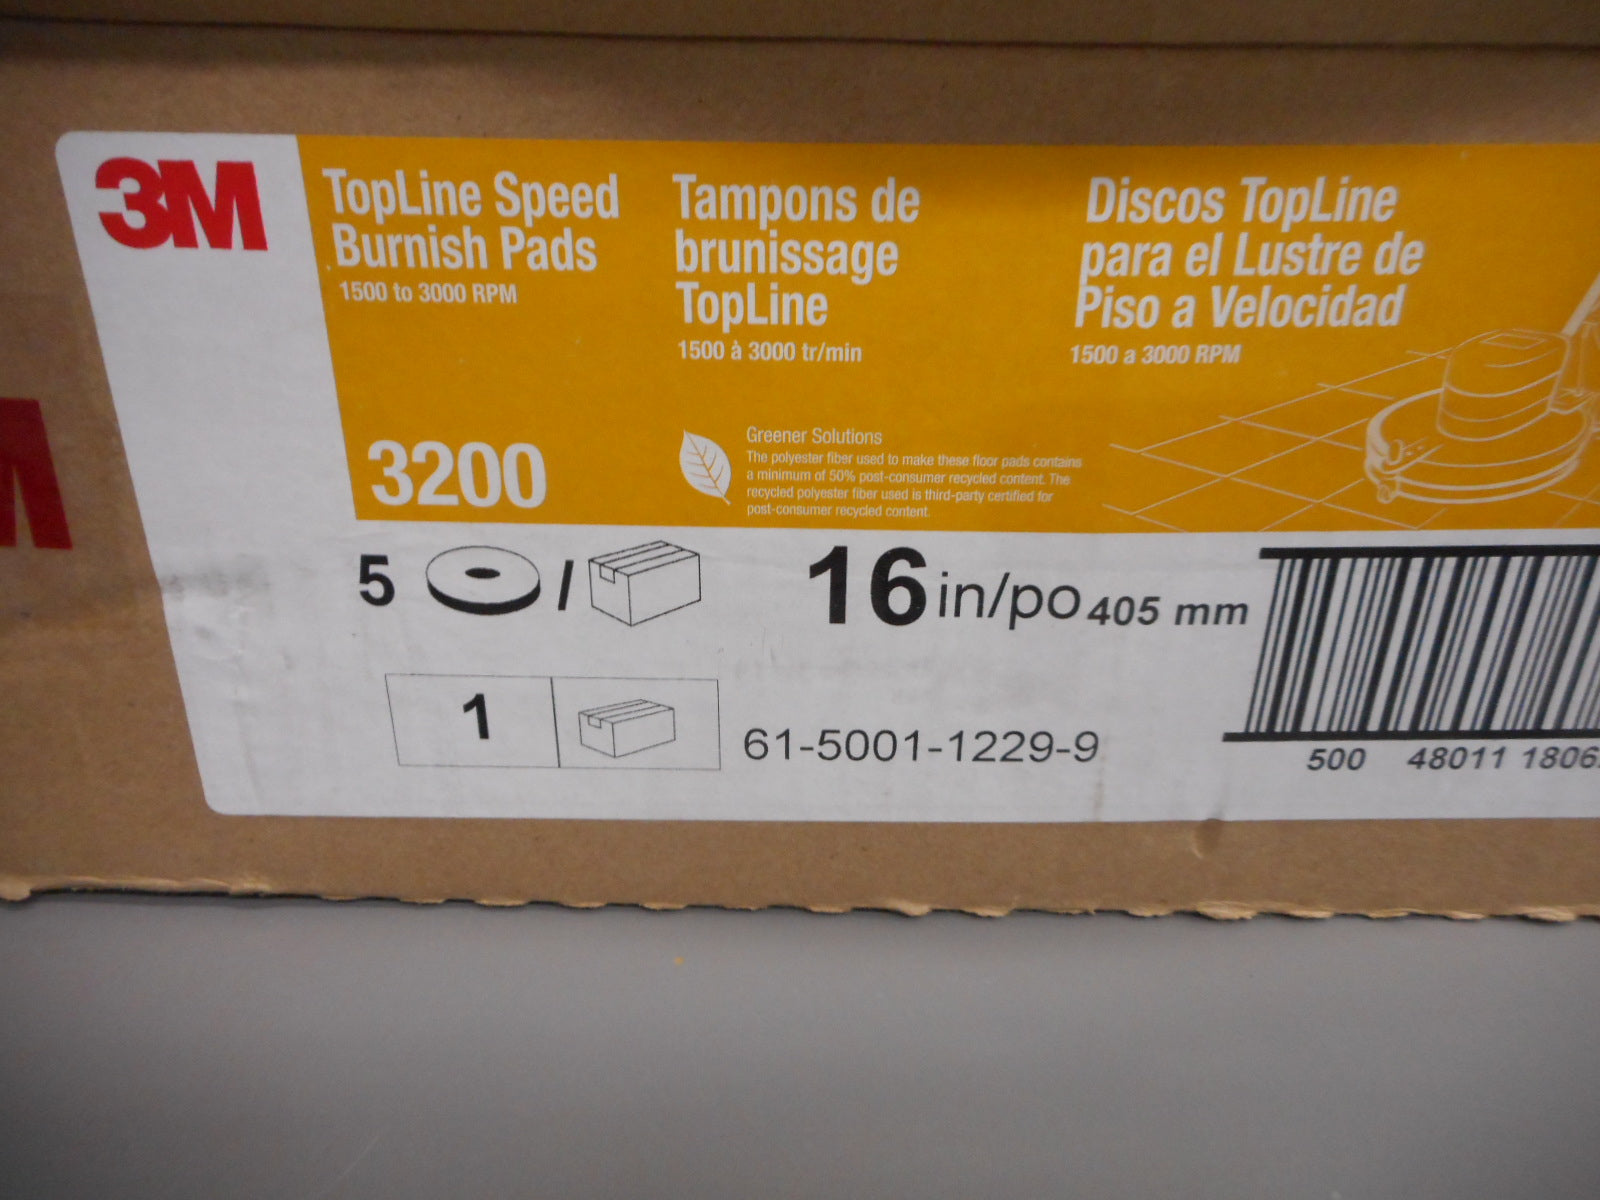 3M
TopLine Speed
Burnish Pads
1500 to 3000 RPM
Tampons de
brunissage
TopLine
1500 à 3000 tr/min
Discos TopLine
para el Lustre de
Piso a Velocidad
1500 a 3000 RPM
3200
Greener Solutions
The polyester fiber used to make these floor pads contains
a minimum of 50% post-consumer recycled content. The
recycled polyester fiber used is third-party certified for
post-consumer recycled content.
5 /
16 in/po 405 mm
1
61-5001-1229-9
500 48011 1806
M